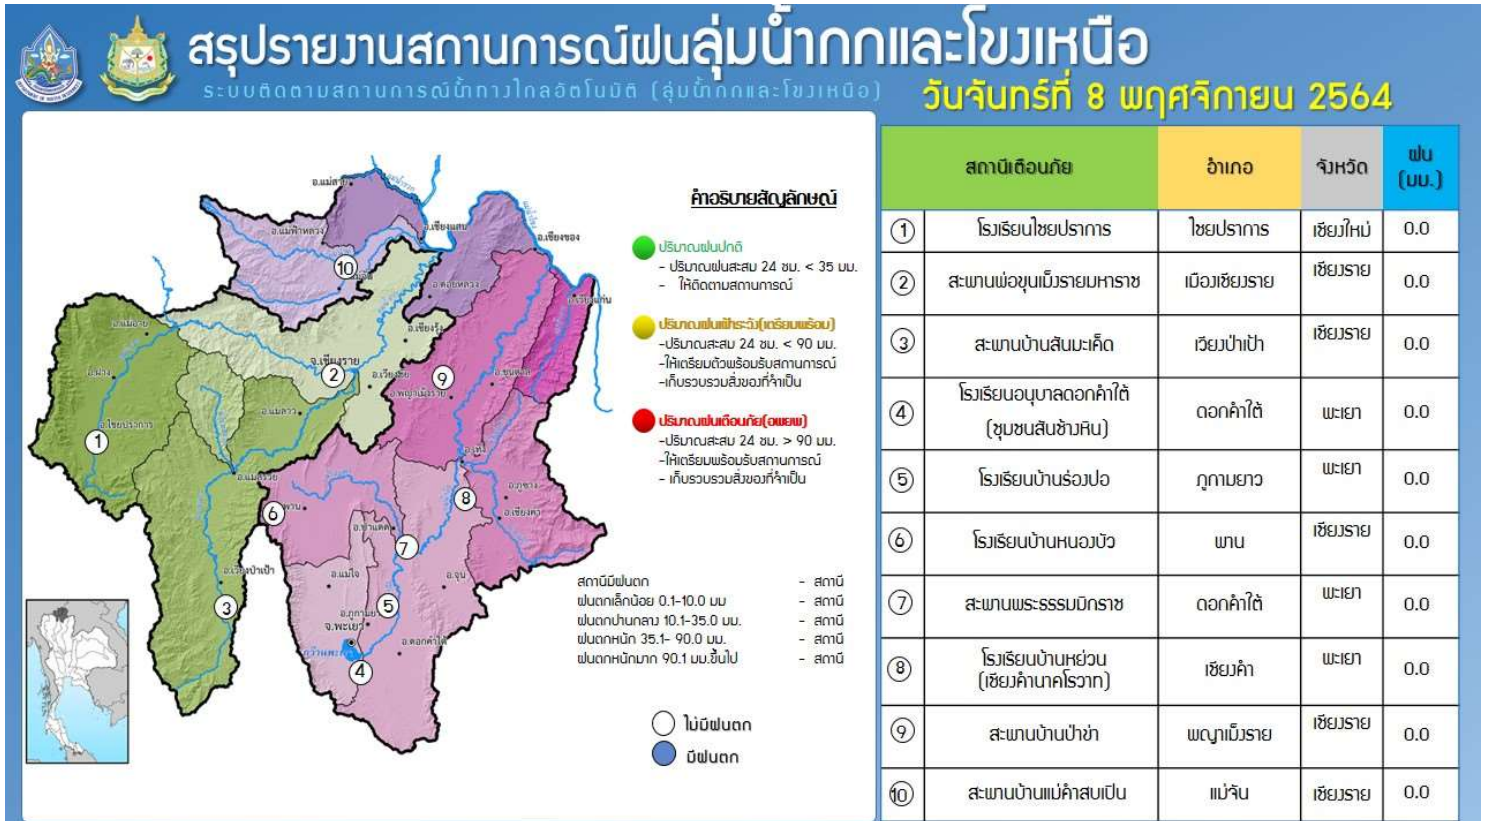 สรุปรายงานสถานการณ์ฝนลุ่มน้ำกกและโขงเหนือ
ระบบติดตามสถานการณ์น้ำทางไกลอัตโนมัติ (ลุ่มน้ำกกและโขงเหนือ)
วันจันทร์ที่ 8 พฤศจิกายน 2564
อ.แม่สาย
อ.แม่ฟ้าหลวง
อ.เชียงแสน
อ.เชียงของ
10
อ.ดอยหลวง
อ.แม่อาย
อ.เชียงรุ้ง
จ.เชียงราย
2
อ.ฝาง
9
อ.พญาเม็งราย
อ.ขุนตาล
อ.แม่ลาว
อ.ไชยปราการ
1
อ.เทิง
อ.แม่สรวย
8
อ.ภูซาง
อ.เชียงคำ
6
พาน
อ.ป่าแดด
7
อ.เวียงป่าเป้า
อ.แม่ใจ
อ.จุน
3
5
จ.พะเยา
อ.ดอกคำใต้
4
คำอธิบายสัญลักษณ์
ปริมาณฝนปกติ
- ปริมาณฝนสะสม 24 ชม. < 35 มม.
- ให้ติดตามสถานการณ์
ปริมาณฝนเฝ้าระวัง(เตรียมพร้อม)
-ปริมาณสะสม 24 ชม. < 90 มม.
-ให้เตรียมตัวพร้อมรับสถานการณ์
-เก็บรวบรวมสิ่งของที่จำเป็น
ปริมาณฝนเตือนภัย(อพยพ)
-ปริมาณสะสม 24 ชม. > 90 มม.
-ให้เตรียมพร้อมรับสถานการณ์
- เก็บรวบรวมสิ่งของที่จำเป็น
สถานีมีฝนตก - สถานี
ฝนตกเล็กน้อย 0.1-10.0 มม - สถานี
ฝนตกปานกลาง 10.1-35.0 มม. - สถานี
ฝนตกหนัก 35.1- 90.0 มม. - สถานี
ฝนตกหนักมาก 90.1 มม.ขึ้นไป - สถานี
ไม่มีฝนตก
มีฝนตก
สถานีเตือนภัย อำเภอ จังหวัด ฝน (มม.)
1 โรงเรียนไชยปราการ ไชยปราการ เชียงใหม่ 0.0
2 สะพานพ่อขุนเม็งรายมหาราช เมืองเชียงราย เชียงราย 0.0
3 สะพานบ้านสันมะเค็ด เวียงป่าเป้า เชียงราย 0.0
4 โรงเรียนอนุบาลดอกคำใต้ (ชุมชนสันช้างหิน) ดอกคำใต้ พะเยา 0.0
5 โรงเรียนบ้านร่องปอ ภูกามยาว พะเยา 0.0
6 โรงเรียนบ้านหนองบัว พาน เชียงราย 0.0
7 สะพานพระธรรมมิกราช ดอกคำใต้ พะเยา 0.0
8 โรงเรียนบ้านหย่วน (เชียงคำนาคโรวาท) เชียงคำ พะเยา 0.0
9 สะพานบ้านป่าข่า พญาเม็งราย เชียงราย 0.0
10 สะพานบ้านแม่คำสบเปิน แม่จัน เชียงราย 0.0